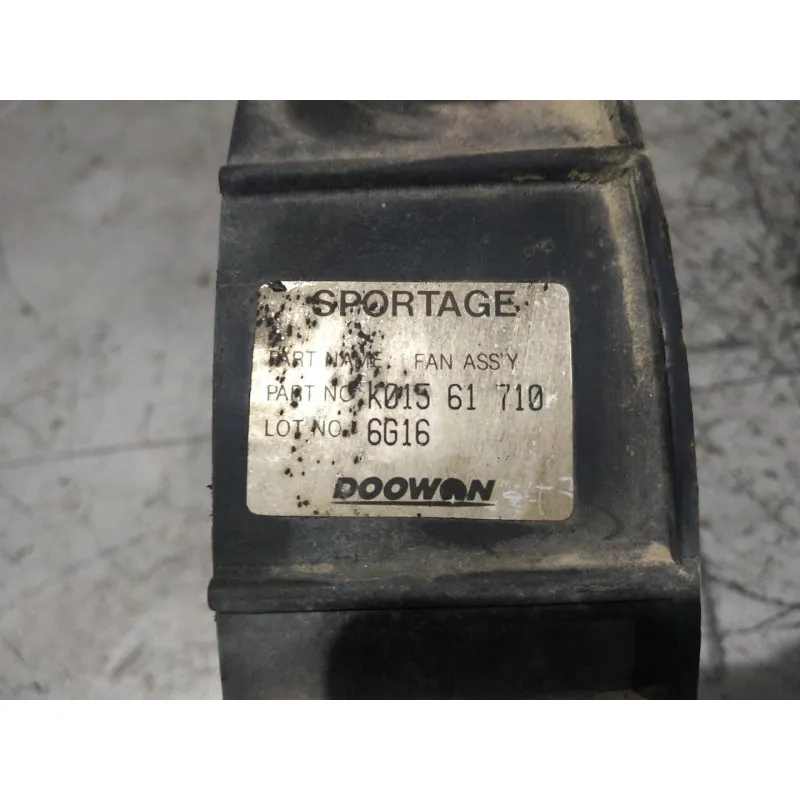 SPORTAGE
PART NAME FAN ASS'Y
PART NO. K015 61 710
LOT NO. 6G16
DOOWON